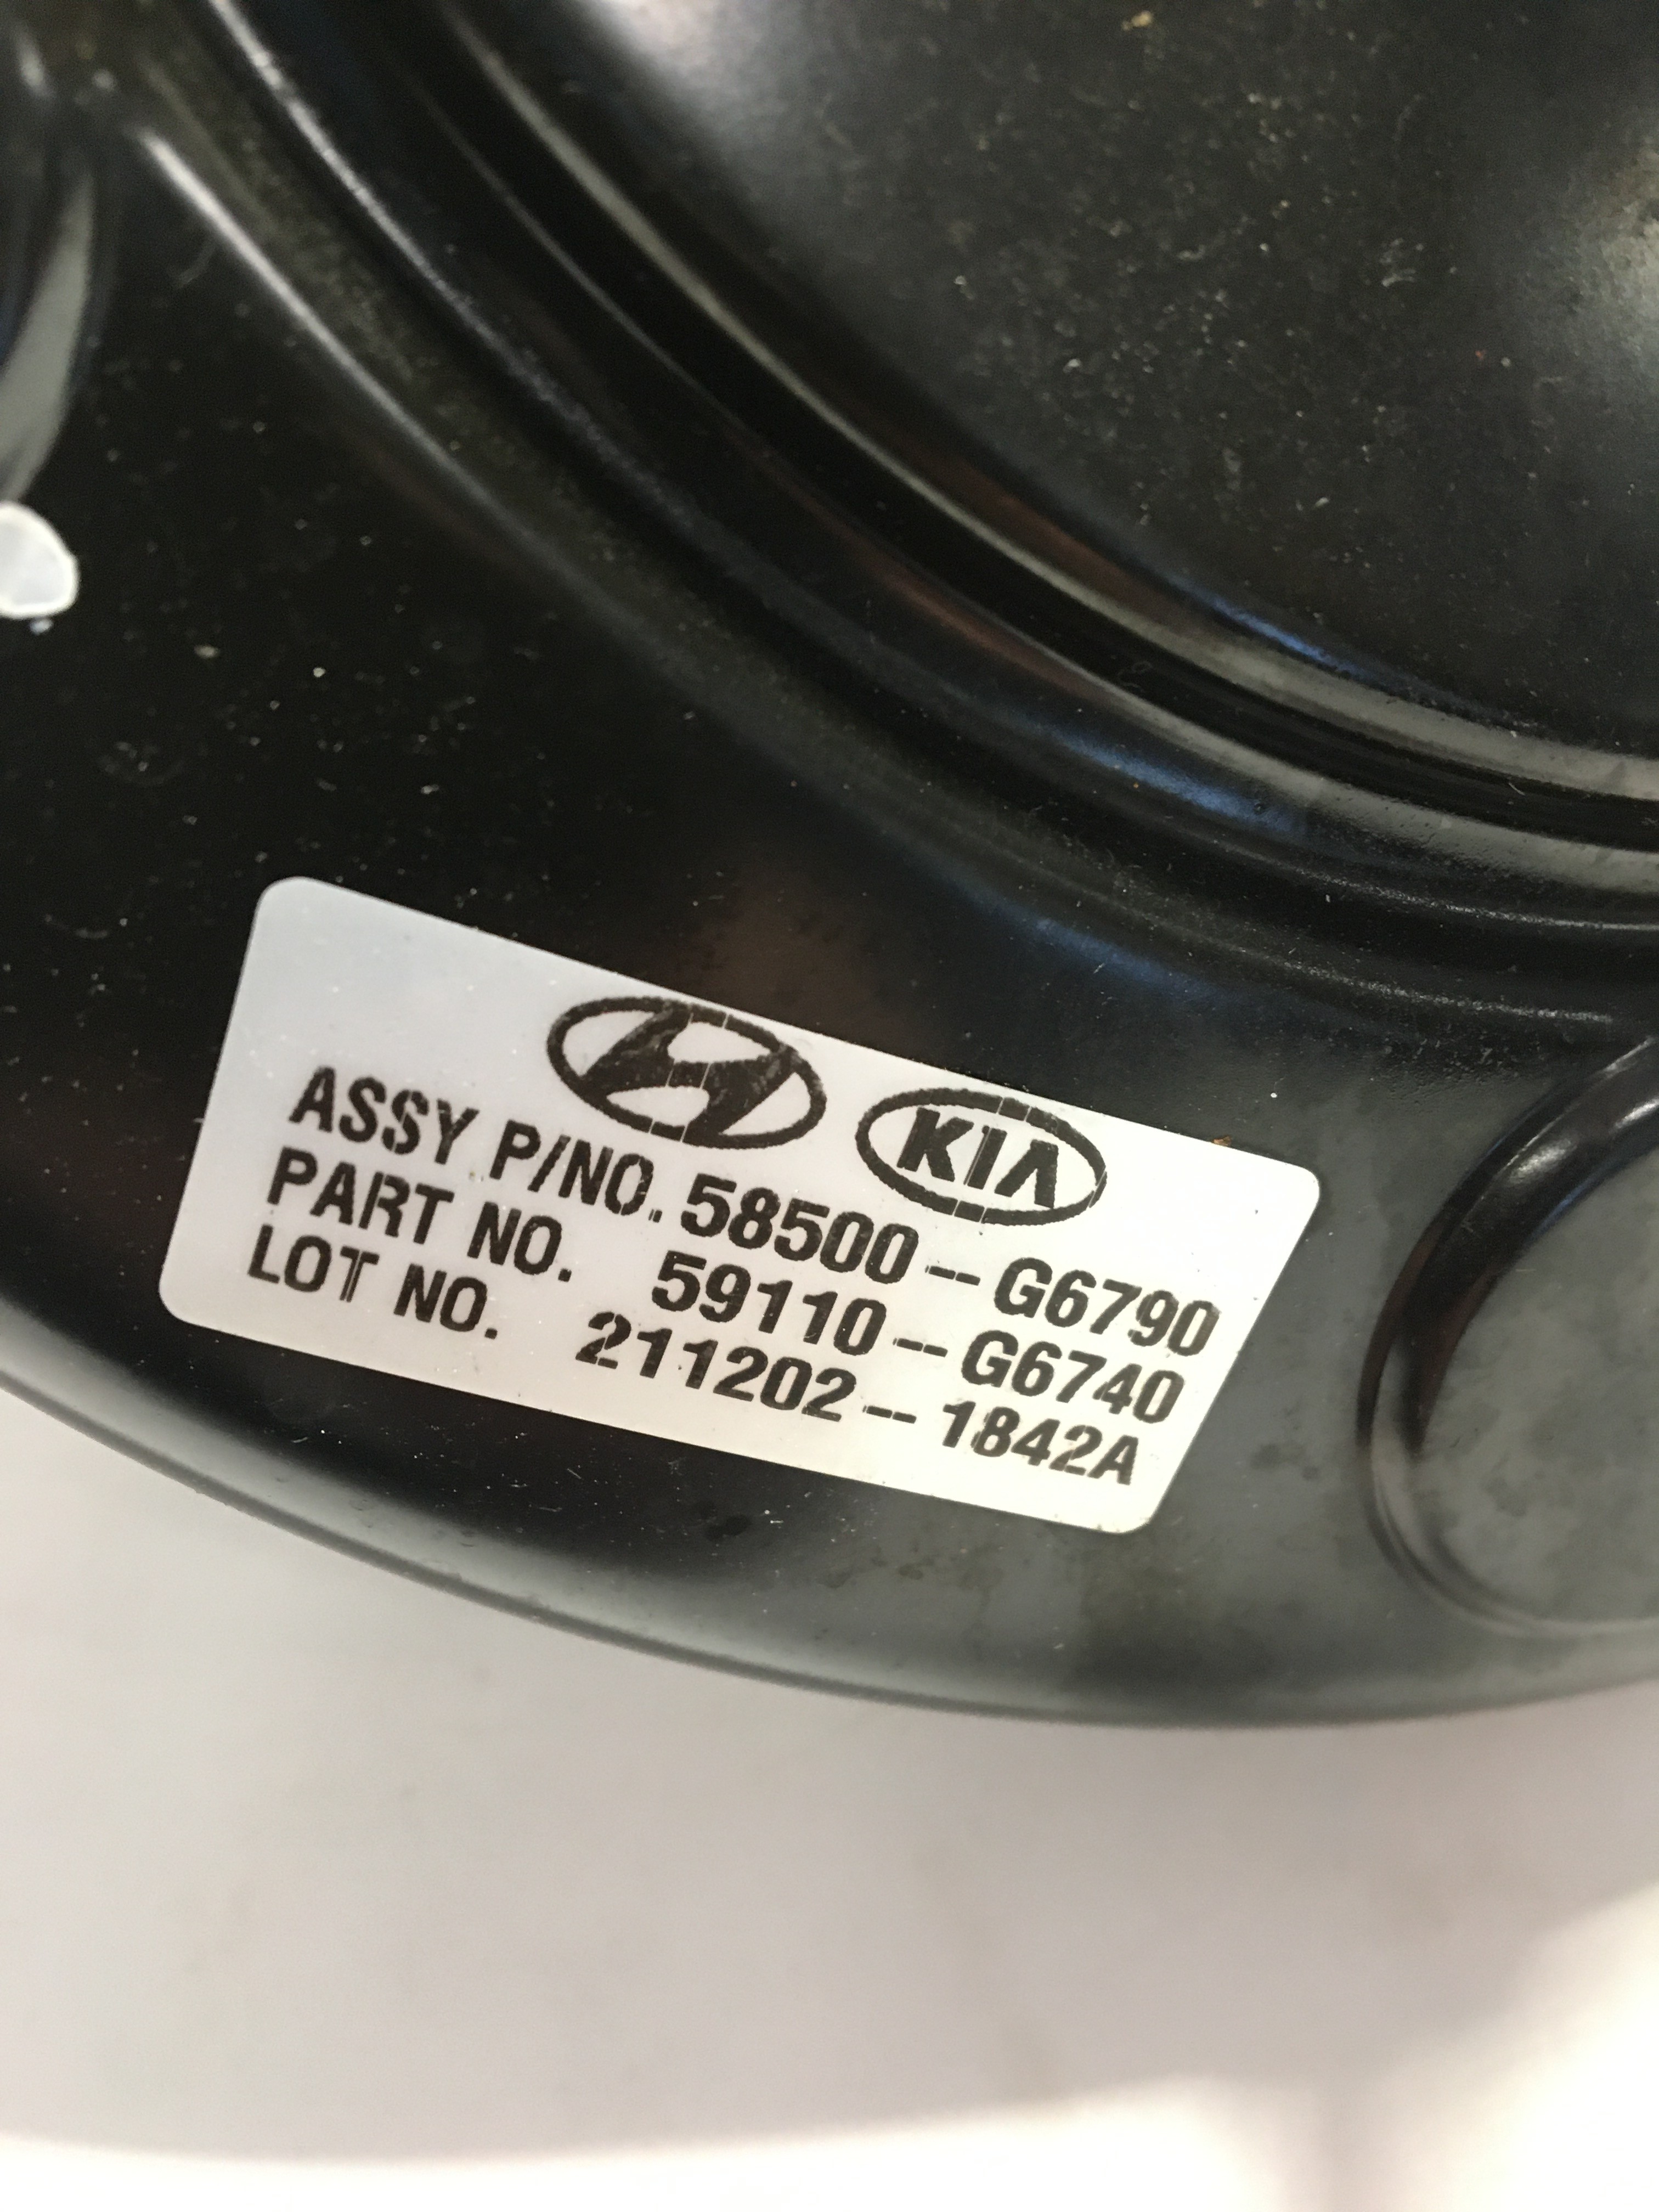 KIA
ASSY P/NO. 58500--G6790
PART NO. 59110--G6740
LOT NO. 211202--1842A